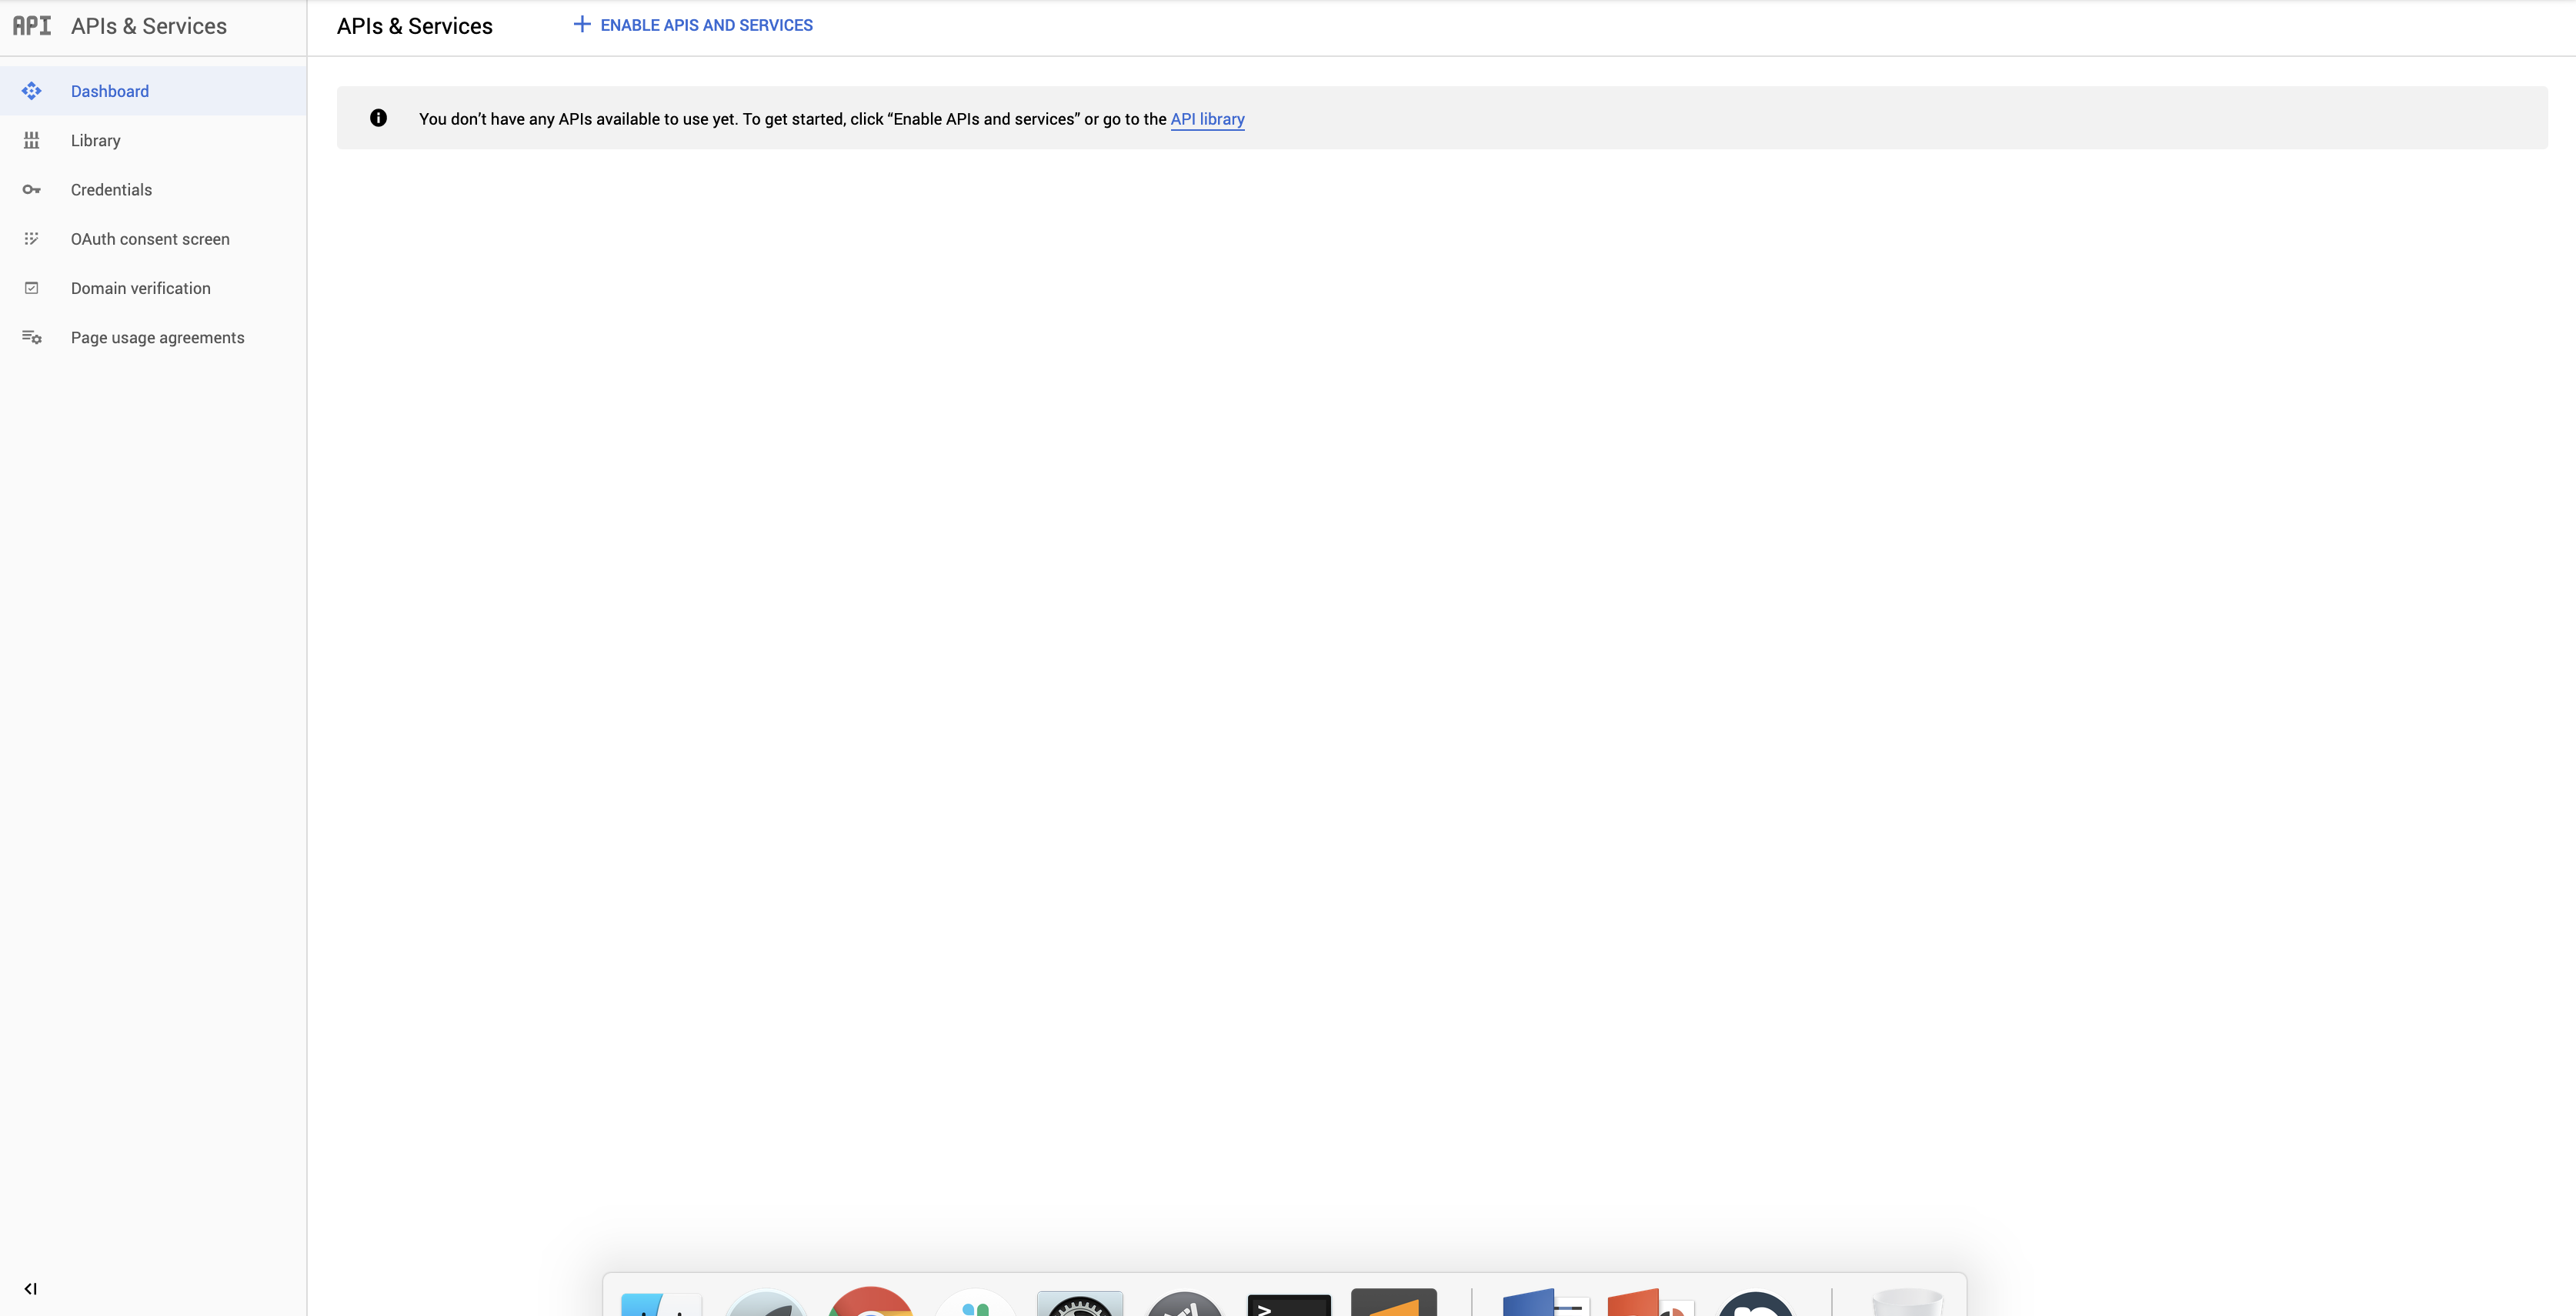 API APIs & Services
APIs & Services
+ ENABLE APIS AND SERVICES
Dashboard
Library
Credentials
OAuth consent screen
Domain verification
Page usage agreements
You don’t have any APIs available to use yet. To get started, click “Enable APIs and services” or go to the API library